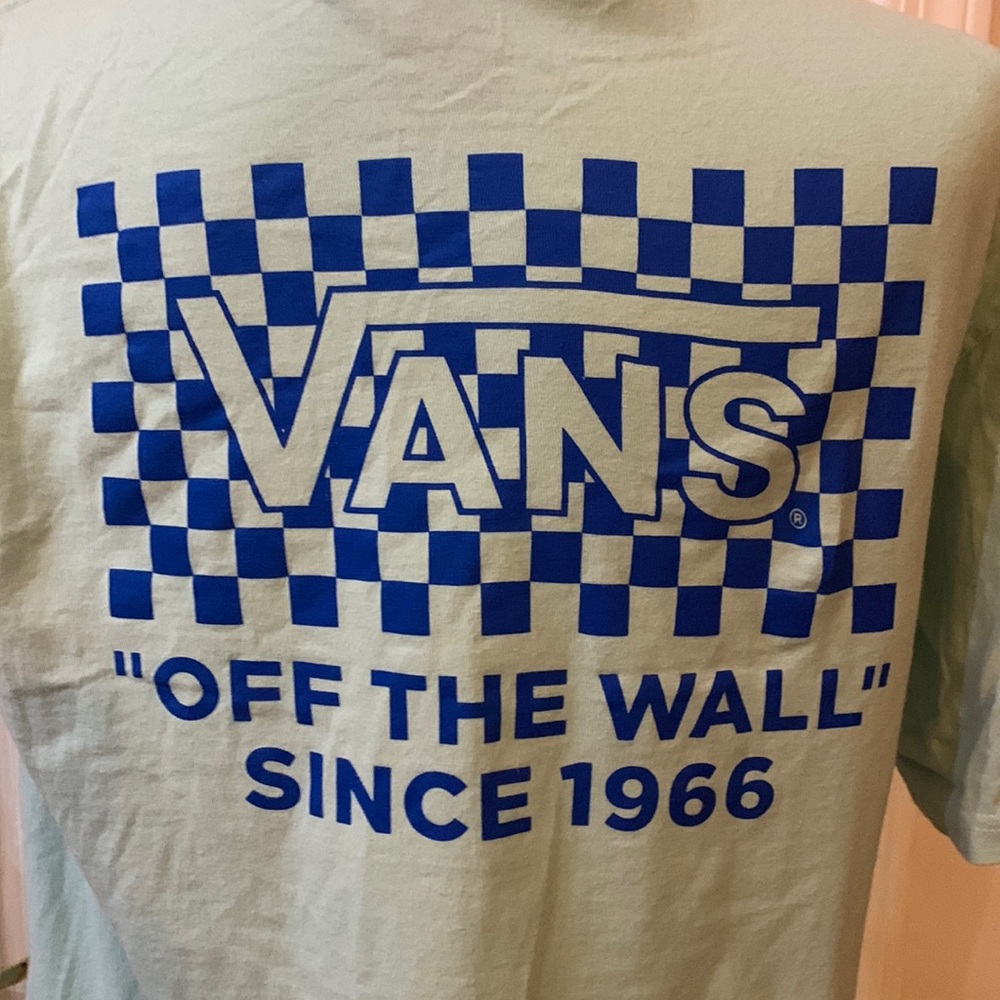 VANS®
"OFF THE WALL"
SINCE 1966